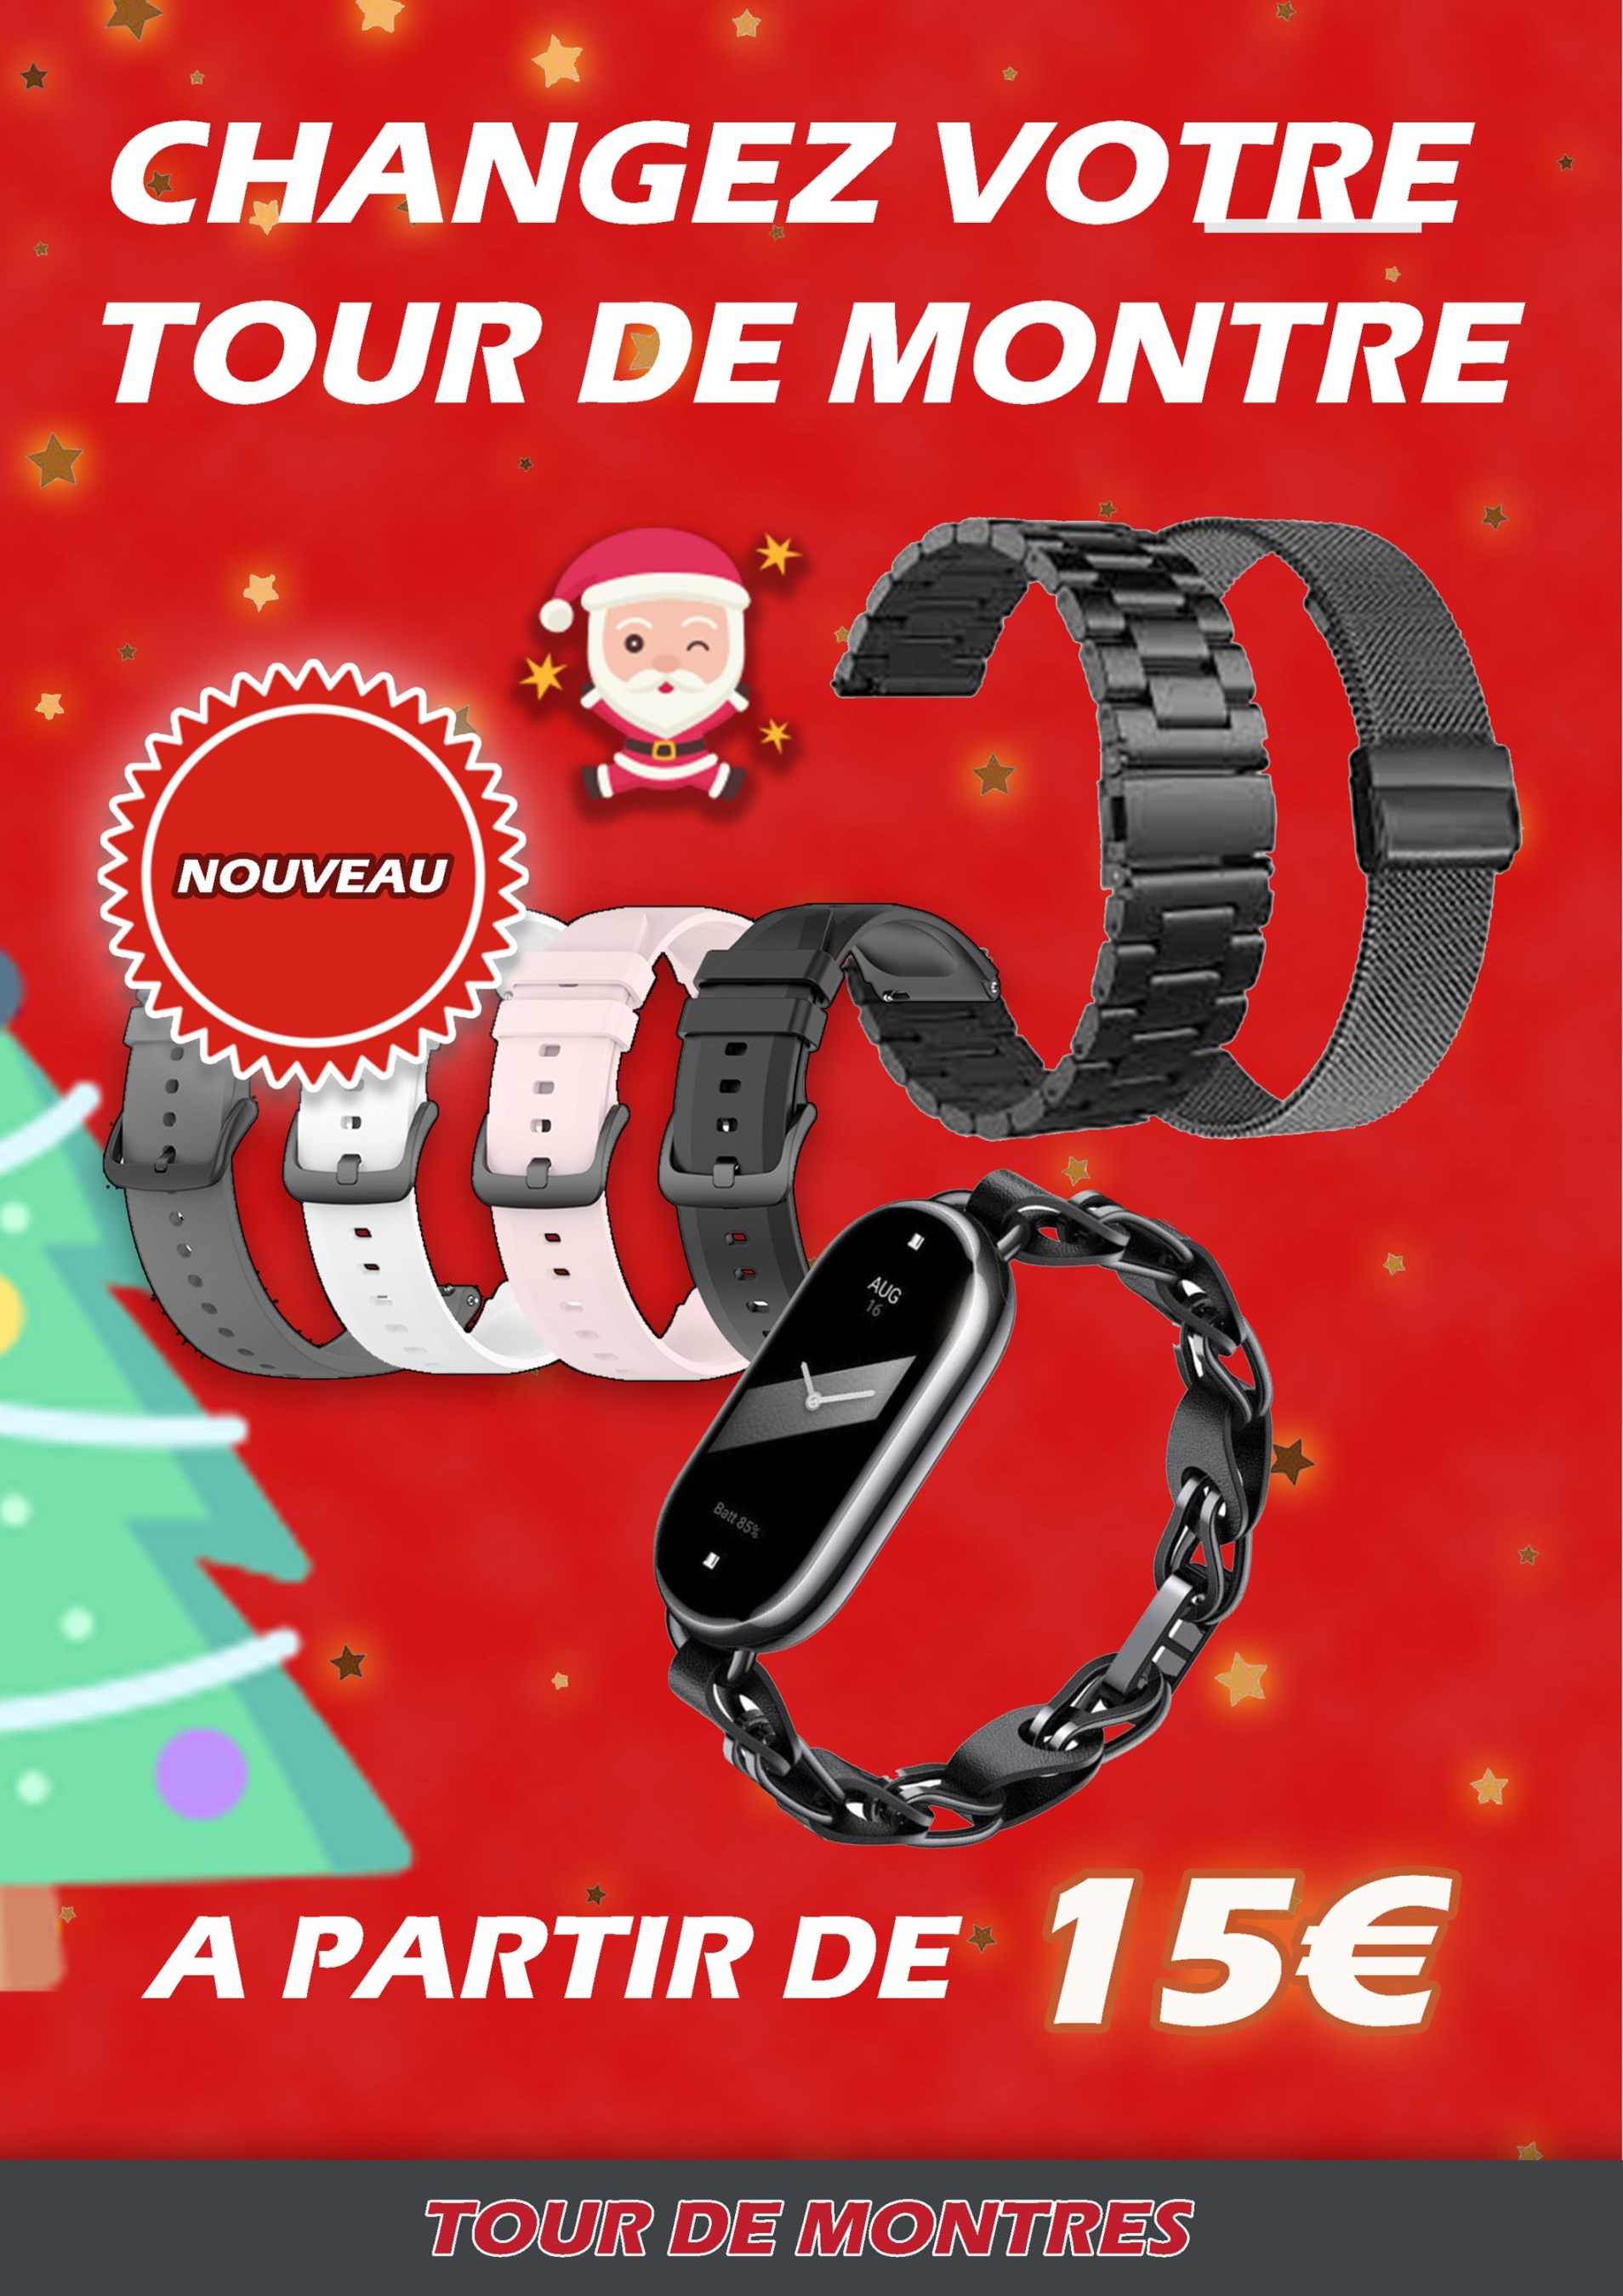 CHANGEZ VOTRE
TOUR DE MONTRE
NOUVEAU
AUG
16
Batt 85%
A PARTIR DE 15€
TOUR DE MONTRES